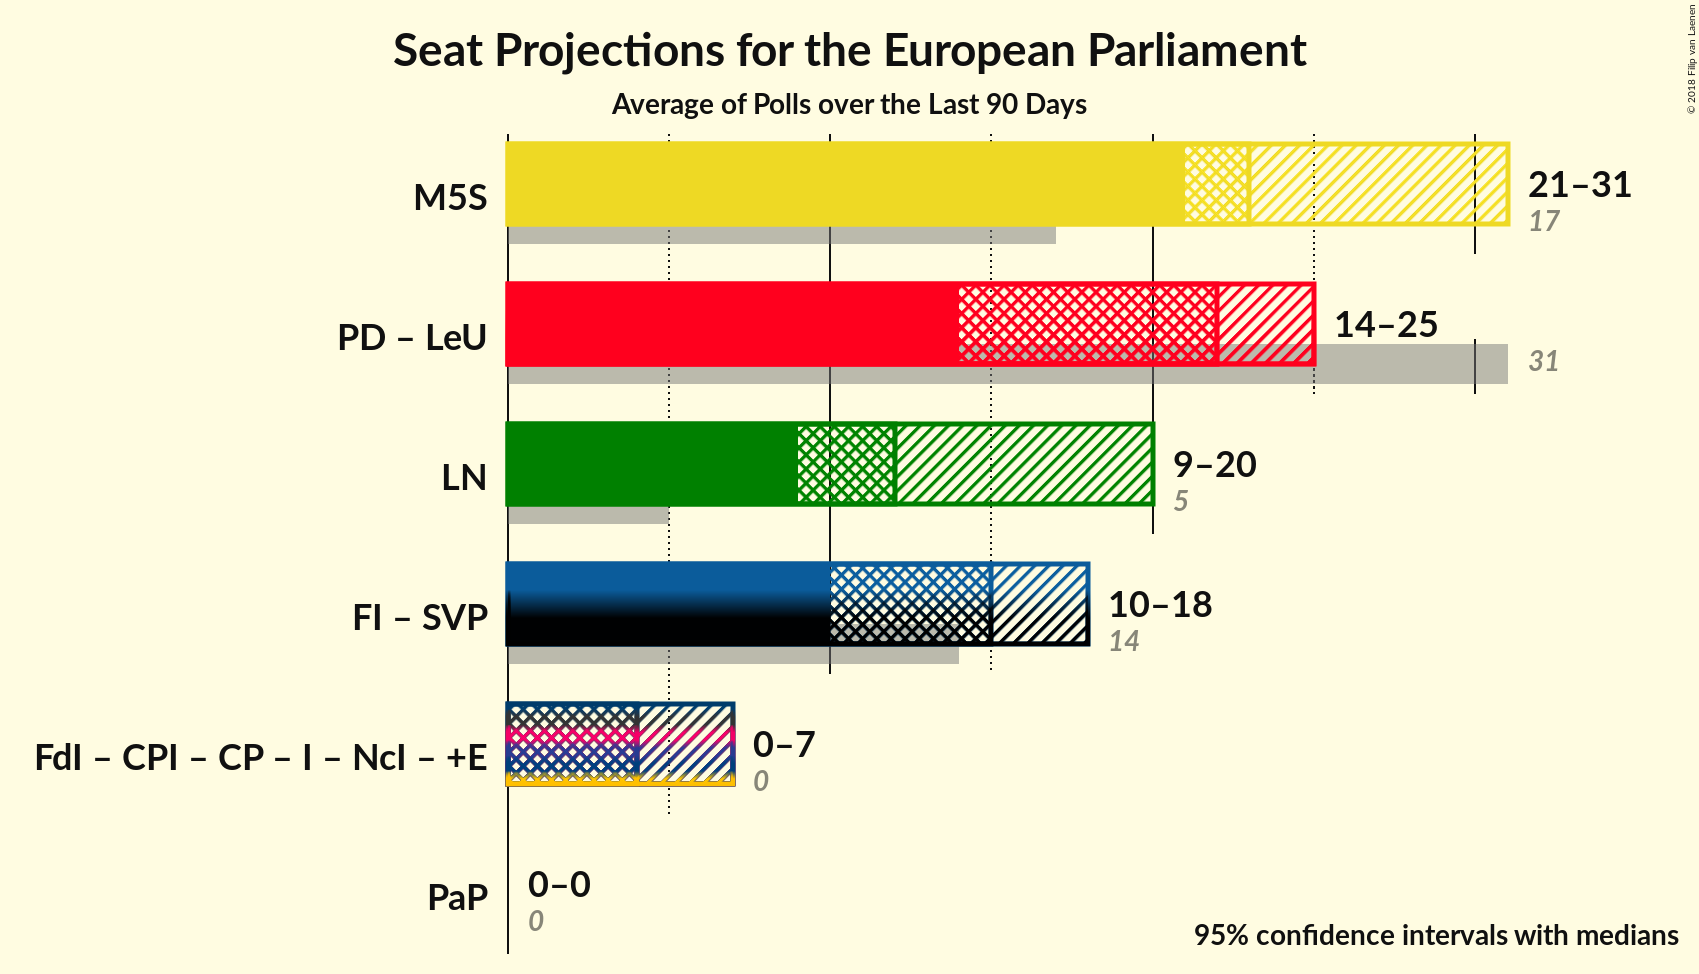 Seat Projections for the European Parliament
Average of Polls over the Last 90 Days
© 2018 Filip van Laenen
M5S
21–31
17
PD – LeU
14–25
31
LN
9–20
5
FI – SVP
10–18
14
FdI – CPI – CP – I – NcI – +E
0–7
0
PaP
0–0
0
95% confidence intervals with medians